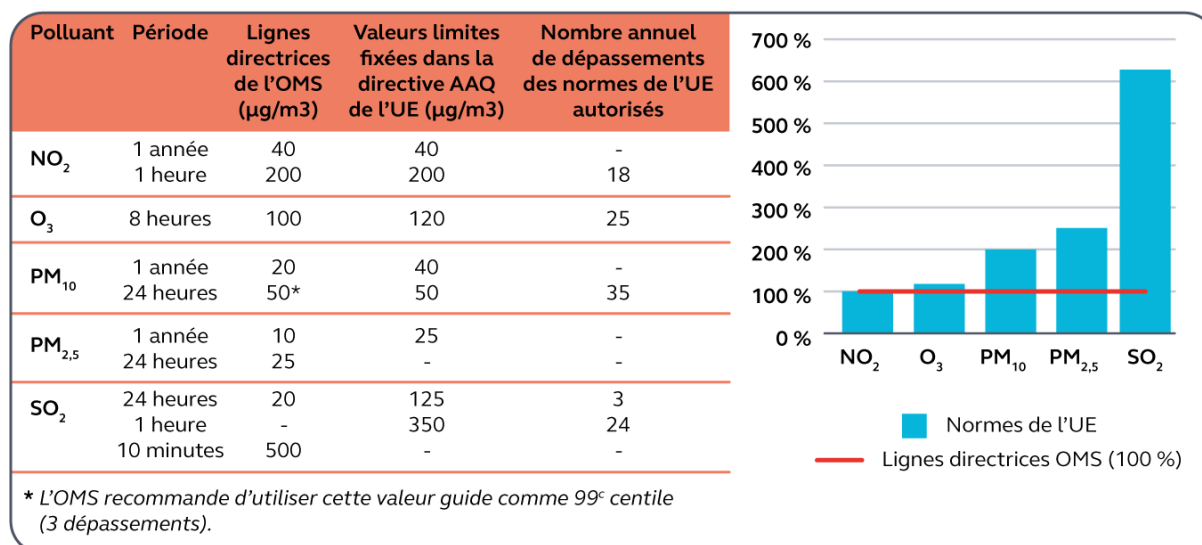 Polluant Période Lignes directrices de l'OMS (µg/m3) Valeurs limites fixées dans la directive AAQ de l'UE (µg/m3) Nombre annuel de dépassements des normes de l'UE autorisés
NO₂ 1 année 40 40 -
1 heure 200 200 18
O₃ 8 heures 100 120 25
PM₁₀ 1 année 20 40 -
24 heures 50* 50 35
PM₂,₅ 1 année 10 25 -
24 heures 25 - -
SO₂ 24 heures 20 125 3
1 heure - 350 24
10 minutes 500 - -
* L'OMS recommande d'utiliser cette valeur guide comme 99ᶜ centile
(3 dépassements).
700 %
600 %
500 %
400 %
300 %
200 %
100 %
0 %
NO₂ O₃ PM₁₀ PM₂,₅ SO₂
Normes de l'UE
Lignes directrices OMS (100 %)